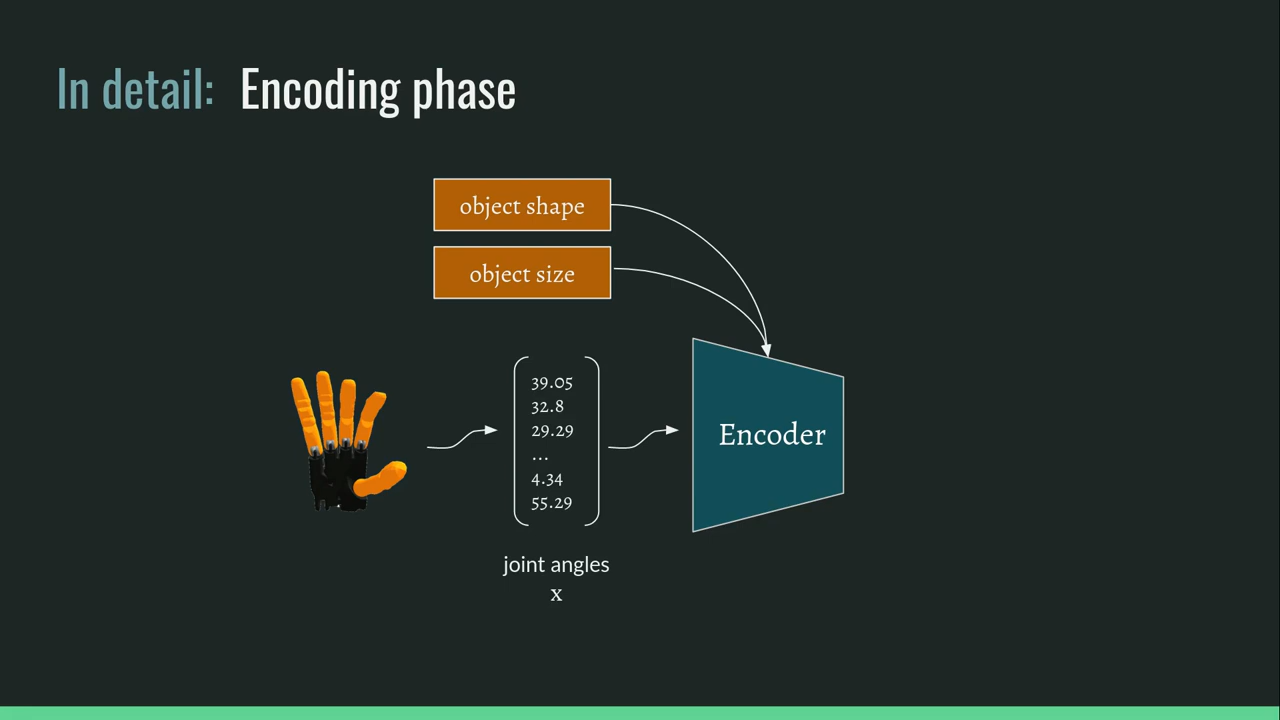 In detail: Encoding phase
object shape
object size
39.05
32.8
29.29
...
4.34
55.29
Encoder
joint angles
x